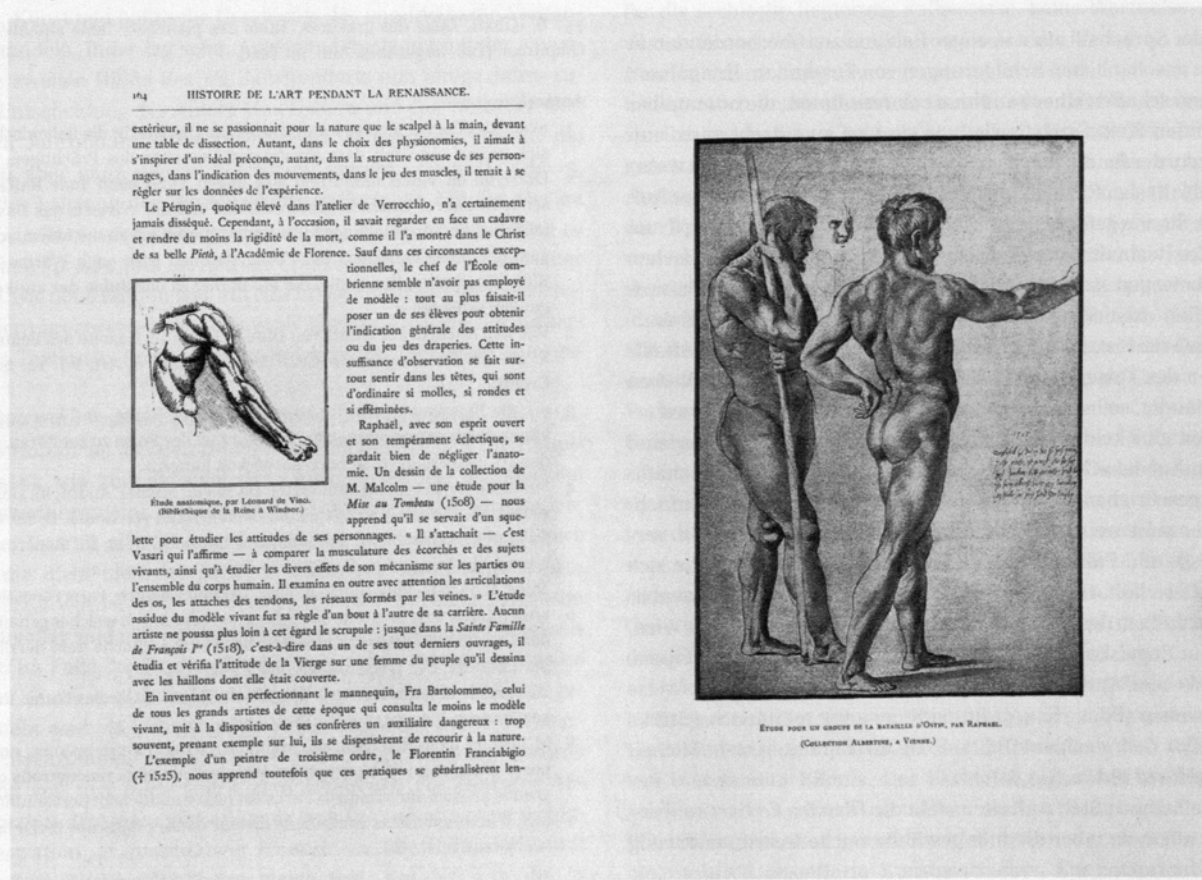 164 HISTOIRE DE L'ART PENDANT LA RENAISSANCE.
extérieur, il ne se passionnait pour la nature que le scalpel à la main, devant
une table de dissection. Autant, dans le choix des physionomies, il aimait à
s'inspirer d'un idéal préconçu, autant, dans la structure osseuse de ses person-
nages, dans l'indication des mouvements, dans le jeu des muscles, il tenait à se
régler sur les données de l'expérience.
Le Pérugin, quoique élevé dans l'atelier de Verrocchio, n'a certainement
jamais disséqué. Cependant, à l'occasion, il savait regarder en face un cadavre
et rendre du moins la rigidité de la mort, comme il l'a montré dans le Christ
de sa belle Pietà, à l'Académie de Florence. Sauf dans ces circonstances excep-
tionnelles, le chef de l'École om-
brienne semble n'avoir pas employé
de modèle : tout au plus faisait-il
poser un de ses élèves pour obtenir
l'indication générale des attitudes
ou du jeu des draperies. Cette in-
suffisance d'observation se fait sur-
tout sentir dans les têtes, qui sont
d'ordinaire si molles, si rondes et
si efféminées.
Raphaël, avec son esprit ouvert
et son tempérament éclectique, se
gardait bien de négliger l'anato-
mie. Un dessin de la collection de
M. Malcolm — une étude pour la
Mise au Tombeau (1508) — nous
apprend qu'il se servait d'un sque-
Étude anatomique, par Léonard de Vinci.
(Bibliothèque de la Reine à Windsor.)
lette pour étudier les attitudes de ses personnages. « Il s'attachait — c'est
Vasari qui l'affirme — à comparer la musculature des écorchés et des sujets
vivants, ainsi qu'à étudier les divers effets de son mécanisme sur les parties ou
l'ensemble du corps humain. Il examina en outre avec attention les articulations
des os, les attaches des tendons, les réseaux formés par les veines. » L'étude
assidue du modèle vivant fut sa règle d'un bout à l'autre de sa carrière. Aucun
artiste ne poussa plus loin à cet égard le scrupule : jusque dans la Sainte Famille
de François Ier (1518), c'est-à-dire dans un de ses tout derniers ouvrages, il
étudia et vérifia l'attitude de la Vierge sur une femme du peuple qu'il dessina
avec les haillons dont elle était couverte.
En inventant ou en perfectionnant le mannequin, Fra Bartolommeo, celui
de tous les grands artistes de cette époque qui consulta le moins le modèle
vivant, mit à la disposition de ses confrères un auxiliaire dangereux : trop
souvent, prenant exemple sur lui, ils se dispensèrent de recourir à la nature.
L'exemple d'un peintre de troisième ordre, le Florentin Franciabigio
(† 1525), nous apprend toutefois que ces pratiques se généralisèrent len-
ÉTUDE POUR UN GROUPE DE LA BATAILLE D'OSTIE, PAR RAPHAËL.
(COLLECTION ALBERTINE, A VIENNE.)